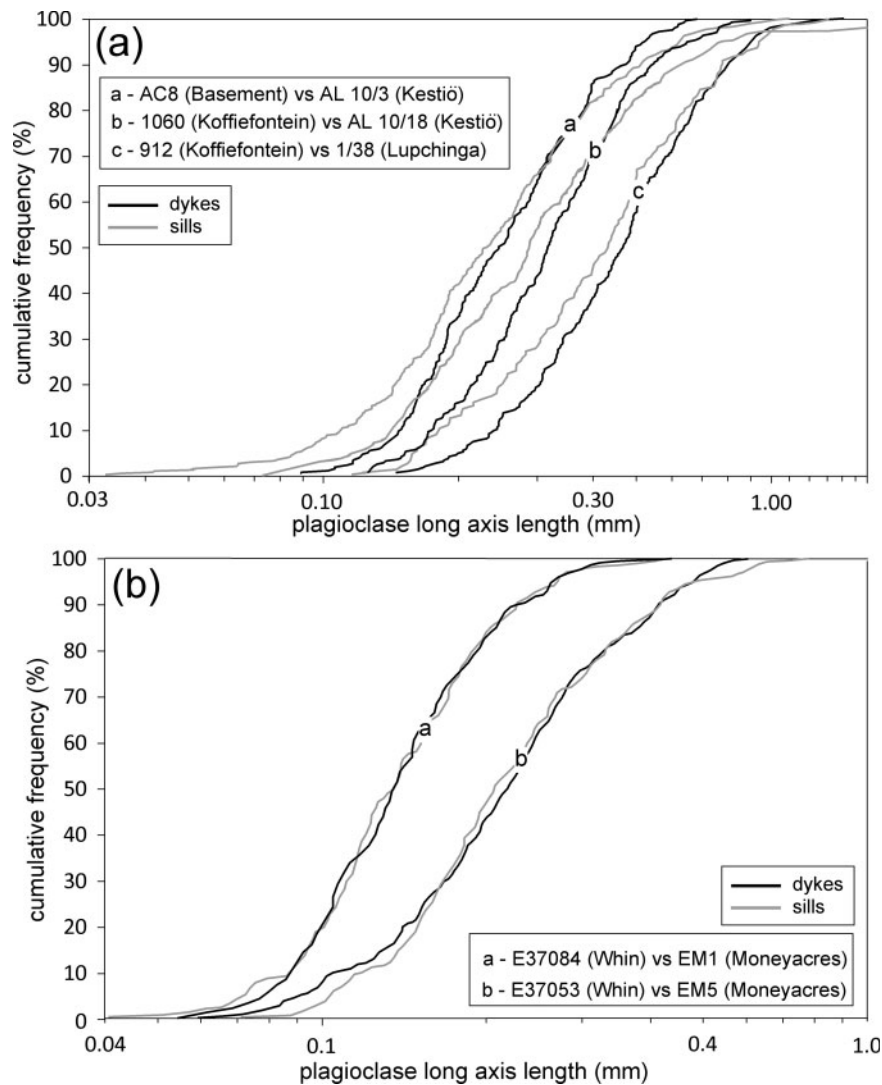 100
90
80
70
60
50
40
30
20
10
0
cumulative frequency (%)
(a)
a - AC8 (Basement) vs AL 10/3 (Kestiö)
b - 1060 (Koffiefontein) vs AL 10/18 (Kestiö)
c - 912 (Koffiefontein) vs 1/38 (Lupchinga)
dykes
sills
a
b
c
0.03 0.10 0.30 1.00
plagioclase long axis length (mm)
100
90
80
70
60
50
40
30
20
10
0
cumulative frequency (%)
(b)
a
b
dykes
sills
a - E37084 (Whin) vs EM1 (Moneyacres)
b - E37053 (Whin) vs EM5 (Moneyacres)
0.04 0.1 0.4 1.0
plagioclase long axis length (mm)